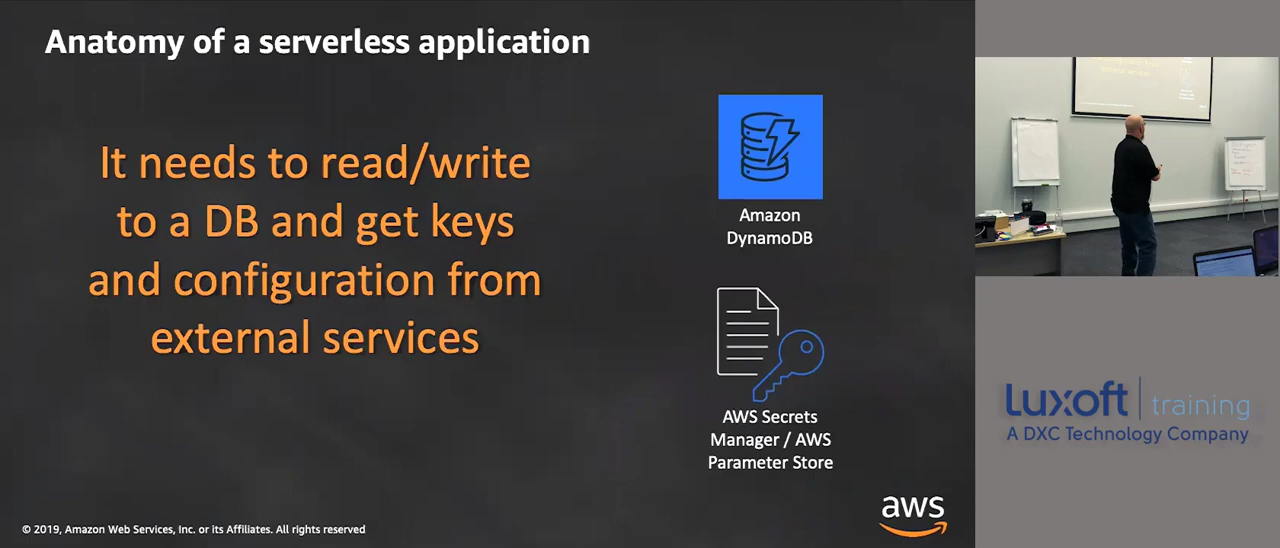 Anatomy of a serverless application
It needs to read/write
to a DB and get keys
and configuration from
external services
Amazon
DynamoDB
AWS Secrets
Manager / AWS
Parameter Store
© 2019, Amazon Web Services, Inc. or its Affiliates. All rights reserved
aws
Luxoft training
A DXC Technology Company